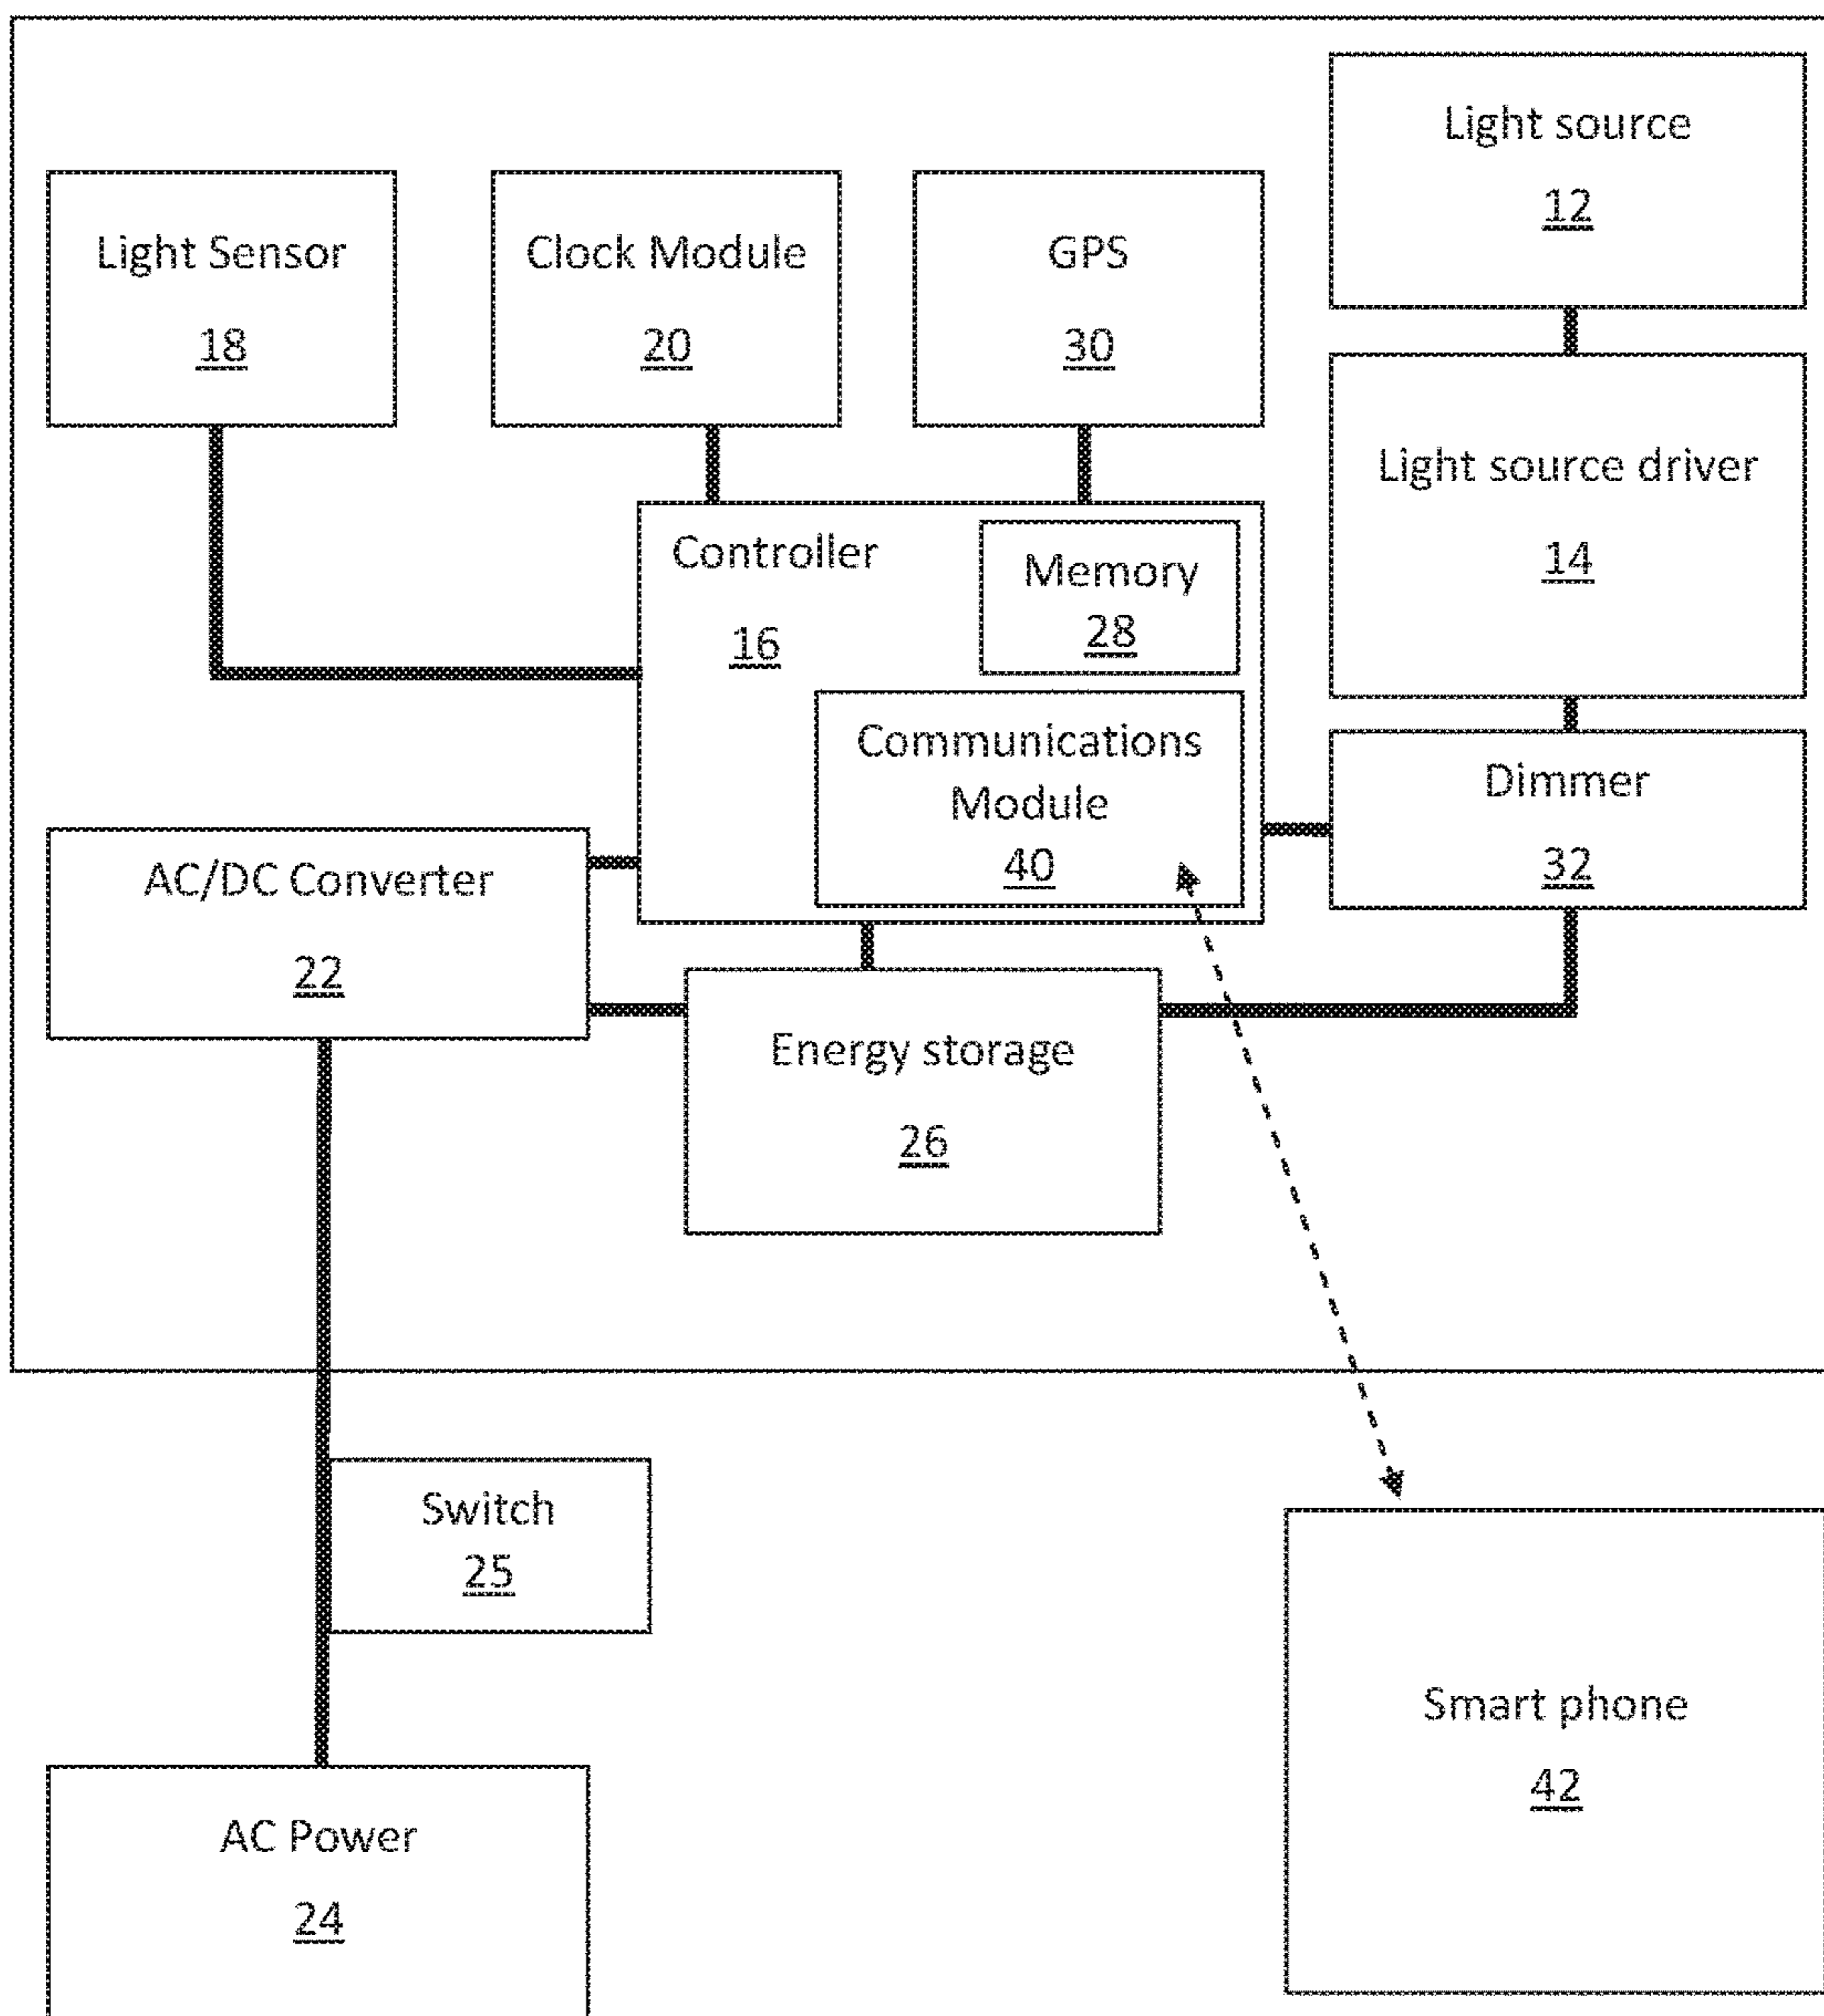 Light source
12
Light Sensor
18
Clock Module
20
GPS
30
Light source driver
14
Controller
16
Memory
28
Communications
Module
40
Dimmer
32
AC/DC Converter
22
Energy storage
26
Switch
25
Smart phone
42
AC Power
24